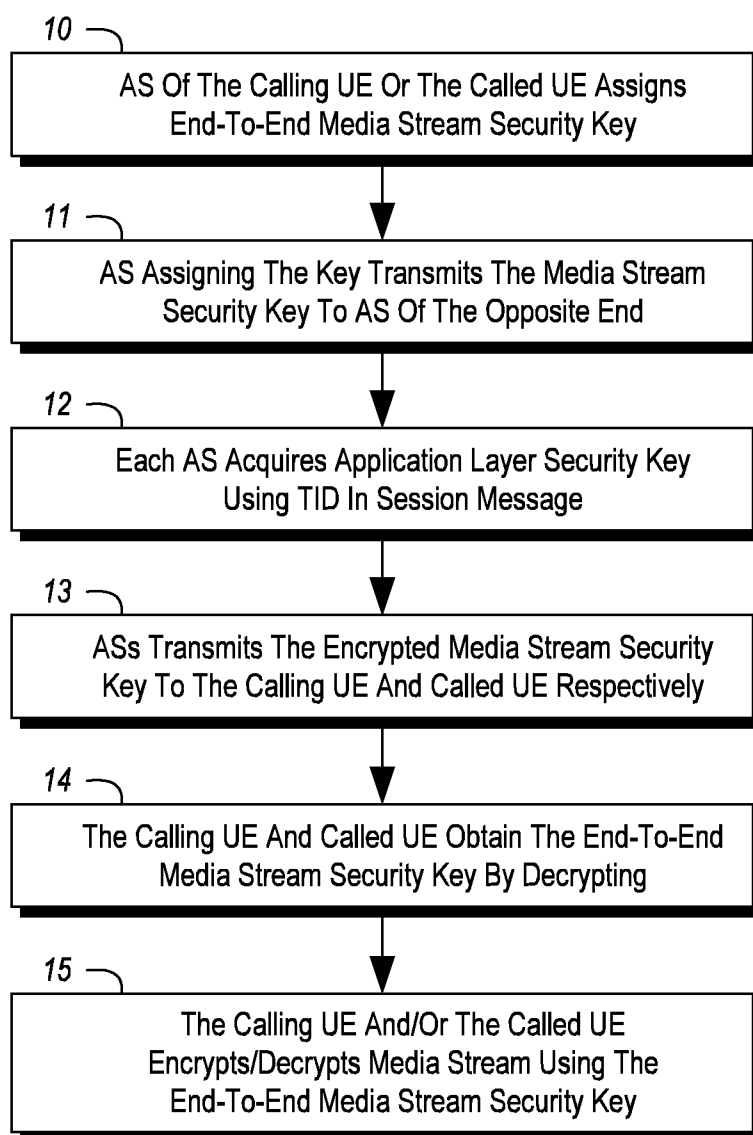 10
AS Of The Calling UE Or The Called UE Assigns
End-To-End Media Stream Security Key
11
AS Assigning The Key Transmits The Media Stream
Security Key To AS Of The Opposite End
12
Each AS Acquires Application Layer Security Key
Using TID In Session Message
13
ASs Transmits The Encrypted Media Stream Security
Key To The Calling UE And Called UE Respectively
14
The Calling UE And Called UE Obtain The End-To-End
Media Stream Security Key By Decrypting
15
The Calling UE And/Or The Called UE
Encrypts/Decrypts Media Stream Using The
End-To-End Media Stream Security Key